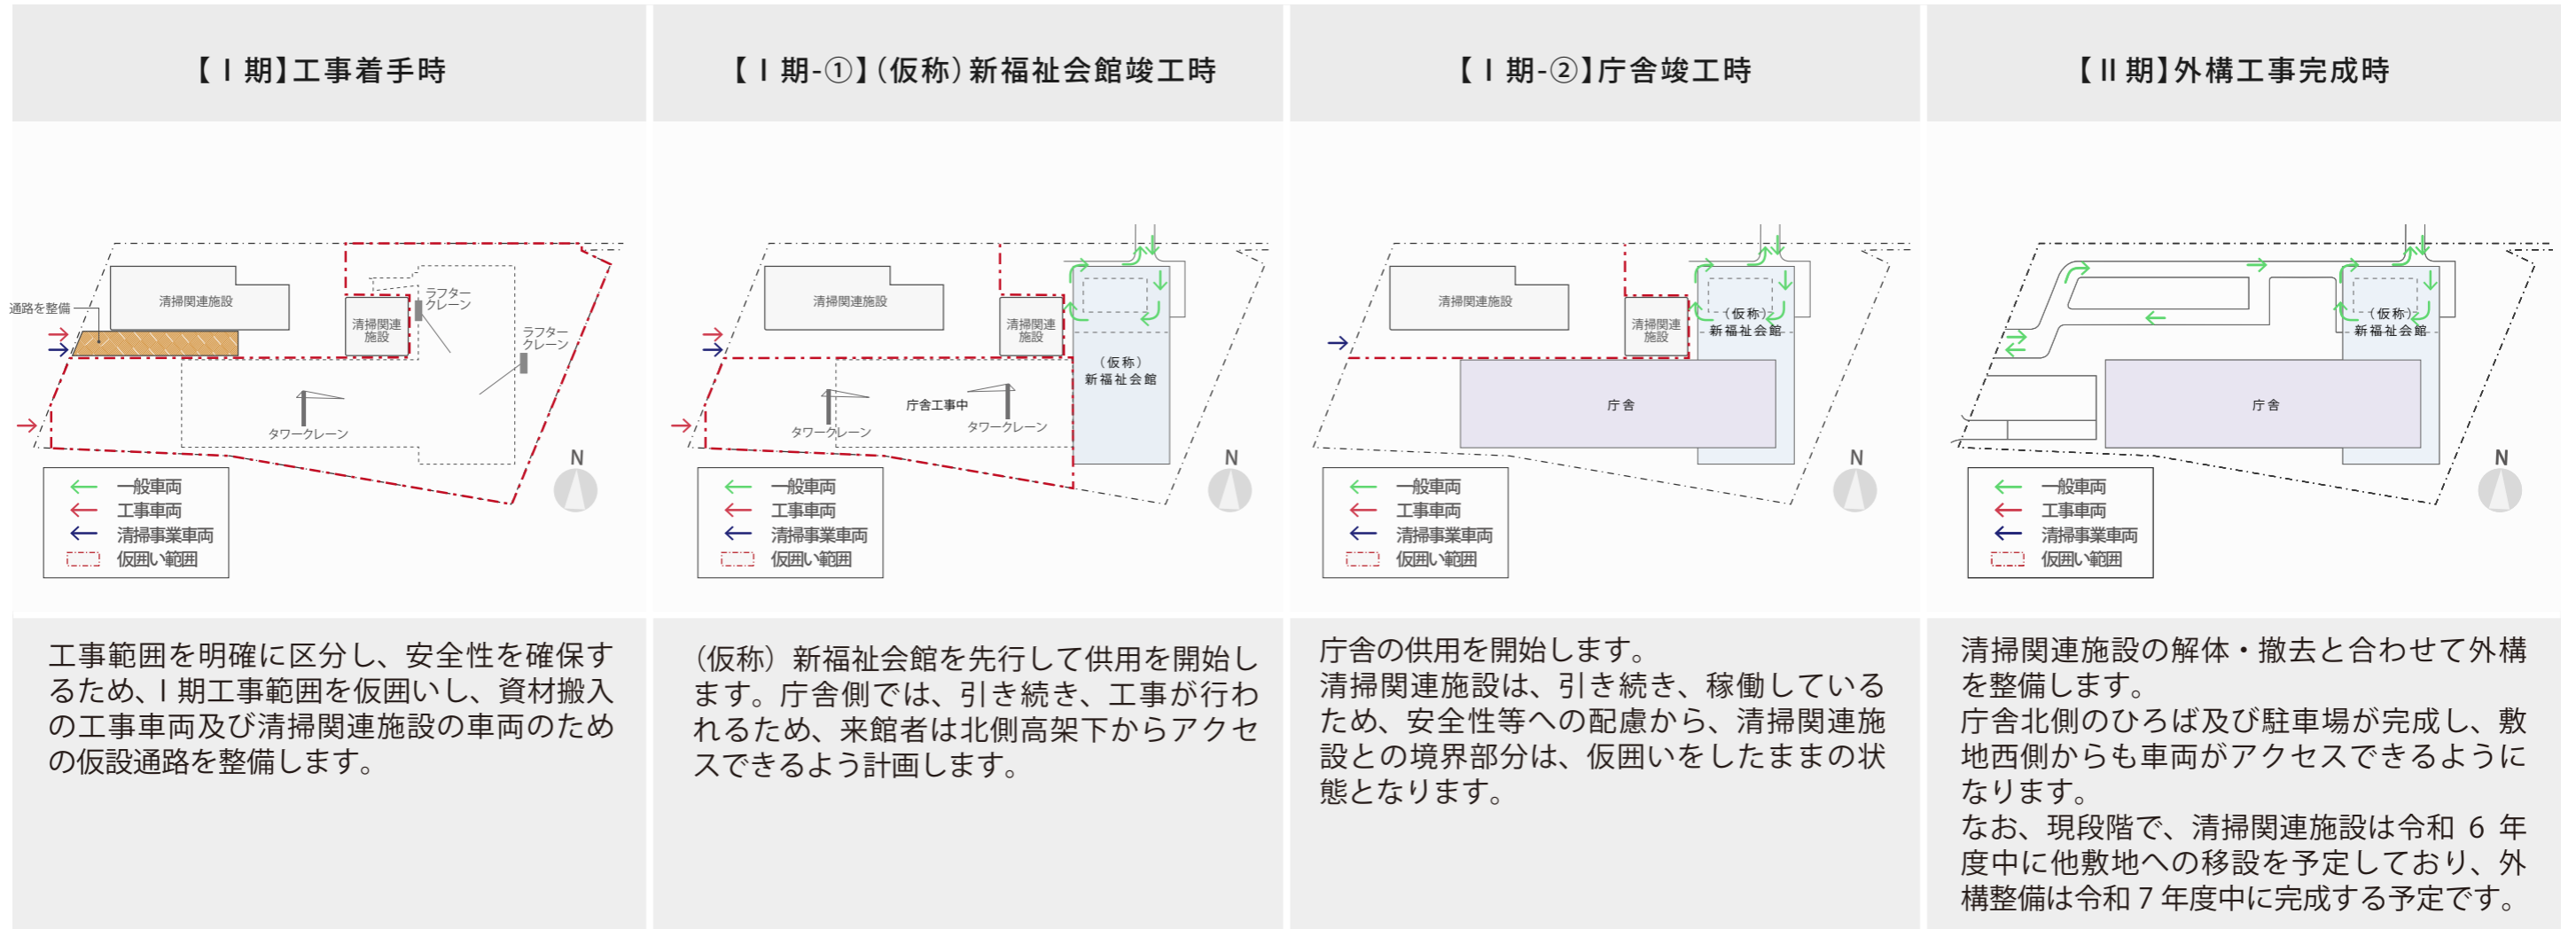 【Ⅰ期】工事着手時
通路を整備
清掃関連施設
清掃関連
施設
ラフター
クレーン
ラフター
クレーン
タワークレーン
N
一般車両
工事車両
清掃事業車両
仮囲い範囲
工事範囲を明確に区分し、安全性を確保す
るため、Ⅰ期工事範囲を仮囲いし、資材搬入
の工事車両及び清掃関連施設の車両のため
の仮設通路を整備します。
【Ⅰ期-①】（仮称）新福祉会館竣工時
清掃関連施設
清掃関連
施設
（仮称）
新福祉会館
庁舎工事中
タワークレーン
タワークレーン
N
一般車両
工事車両
清掃事業車両
仮囲い範囲
（仮称）新福祉会館を先行して供用を開始し
ます。庁舎側では、引き続き、工事が行わ
れるため、来館者は北側高架下からアクセ
スできるよう計画します。
【Ⅰ期-②】庁舎竣工時
清掃関連施設
清掃関連
施設
（仮称）
新福祉会館
庁舎
N
一般車両
工事車両
清掃事業車両
仮囲い範囲
庁舎の供用を開始します。
清掃関連施設は、引き続き、稼働している
ため、安全性等への配慮から、清掃関連施
設との境界部分は、仮囲いをしたままの状
態となります。
【Ⅱ期】外構工事完成時
（仮称）
新福祉会館
庁舎
N
一般車両
工事車両
清掃事業車両
仮囲い範囲
清掃関連施設の解体・撤去と合わせて外構
を整備します。
庁舎北側のひろば及び駐車場が完成し、敷
地西側からも車両がアクセスできるように
なります。
なお、現段階で、清掃関連施設は令和 6 年
度中に他敷地への移設を予定しており、外
構整備は令和 7 年度中に完成する予定です。